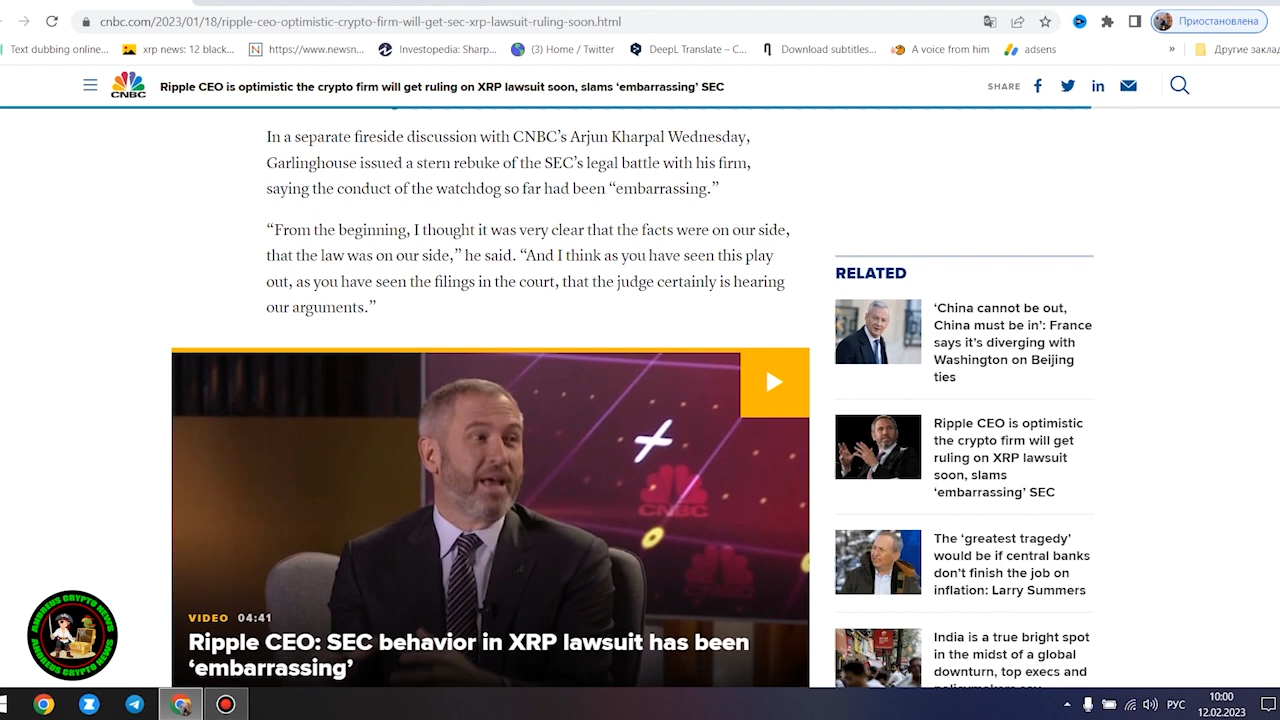 cnbc.com/2023/01/18/ripple-ceo-optimistic-crypto-firm-will-get-sec-xrp-lawsuit-ruling-soon.html
Приостановлена
Text dubbing online...
xrp news: 12 black...
https://www.newsn...
Investopedia: Sharp...
(3) Home / Twitter
DeepL Translate – C...
Download subtitles...
A voice from him
adsens
»
Другие заклад
CNBC
Ripple CEO is optimistic the crypto firm will get ruling on XRP lawsuit soon, slams ‘embarrassing’ SEC
SHARE
In a separate fireside discussion with CNBC’s Arjun Kharpal Wednesday,
Garlinghouse issued a stern rebuke of the SEC’s legal battle with his firm,
saying the conduct of the watchdog so far had been “embarrassing.”
“From the beginning, I thought it was very clear that the facts were on our side,
that the law was on our side,” he said. “And I think as you have seen this play
out, as you have seen the filings in the court, that the judge certainly is hearing
our arguments.”
CNBC
VIDEO 04:41
Ripple CEO: SEC behavior in XRP lawsuit has been
‘embarrassing’
RELATED
‘China cannot be out,
China must be in’: France
says it’s diverging with
Washington on Beijing
ties
Ripple CEO is optimistic
the crypto firm will get
ruling on XRP lawsuit
soon, slams
‘embarrassing’ SEC
The ‘greatest tragedy’
would be if central banks
don’t finish the job on
inflation: Larry Summers
India is a true bright spot
in the midst of a global
downturn, top execs and
policymakers say
ANDREUS CRYPTO NEWS
ANDREUS CRYPTO NEWS
РУС
10:00
12.02.2023